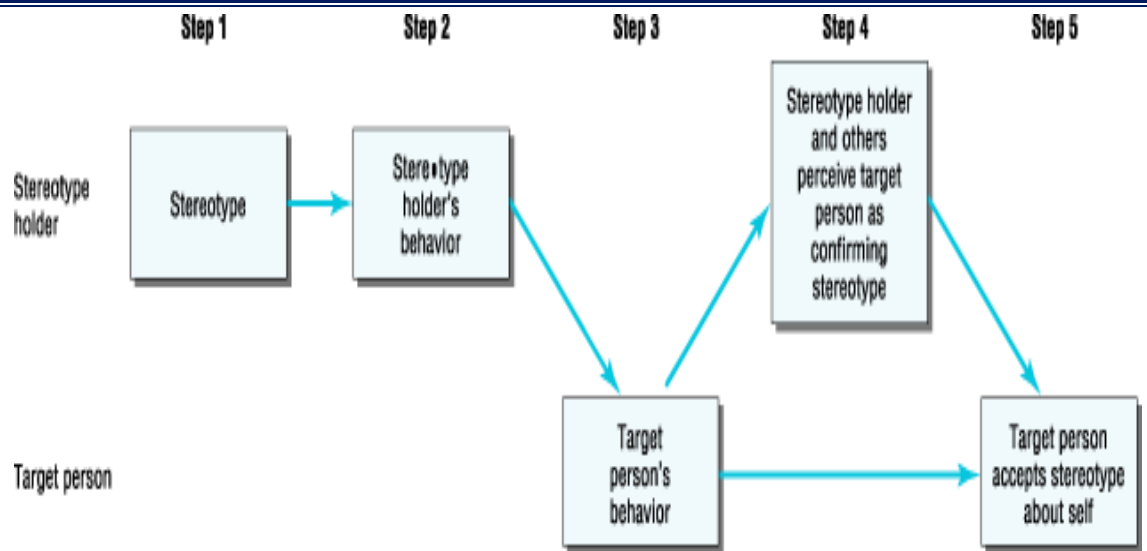 Step 1
Step 2
Step 3
Step 4
Step 5
Stereotype
holder
Stereotype
Stere•type
holder's
behavior
Stereotype holder
and others
perceive target
person as
confirming
stereotype
Target person
Target
person's
behavior
Target person
accepts stereotype
about self